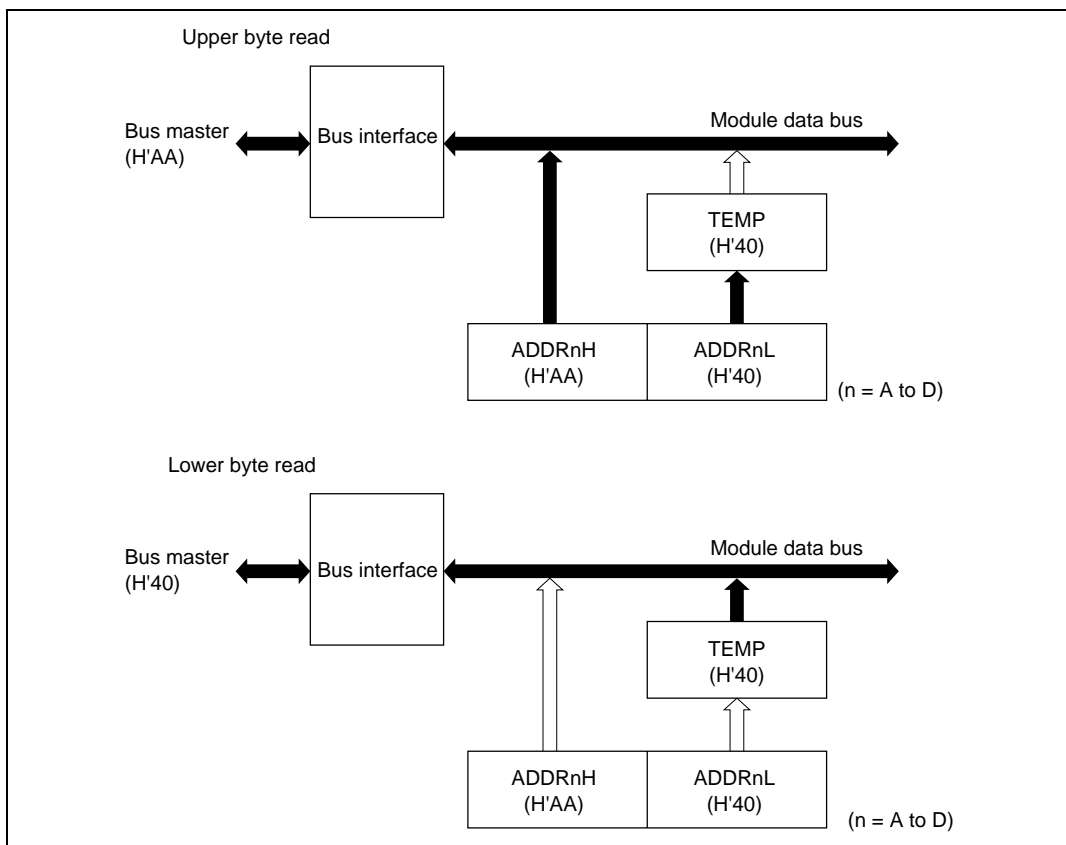 Upper byte read
Bus master
(H'AA)
Bus interface
Module data bus
TEMP
(H'40)
ADDRnH
(H'AA)
ADDRnL
(H'40)
(n = A to D)
Lower byte read
Bus master
(H'40)
Bus interface
Module data bus
TEMP
(H'40)
ADDRnH
(H'AA)
ADDRnL
(H'40)
(n = A to D)